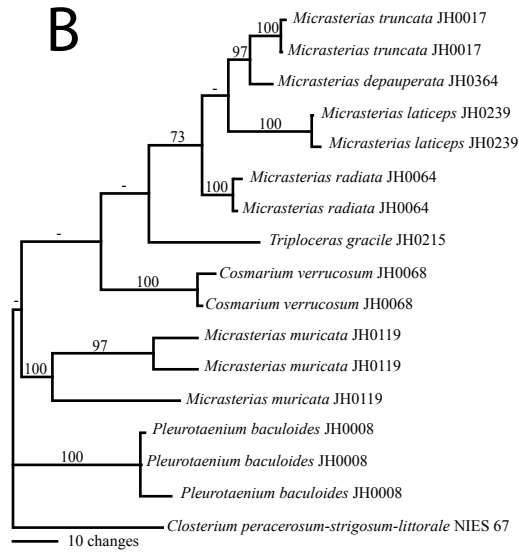 B
Micrasterias truncata JH0017
100
Micrasterias truncata JH0017
97
Micrasterias depauperata JH0364
-
Micrasterias laticeps JH0239
100
Micrasterias laticeps JH0239
73
Micrasterias radiata JH0064
100
Micrasterias radiata JH0064
-
Triploceras gracile JH0215
-
Cosmarium verrucosum JH0068
100
Cosmarium verrucosum JH0068
-
Micrasterias muricata JH0119
97
Micrasterias muricata JH0119
100
Micrasterias muricata JH0119
Pleurotaenium baculoides JH0008
100
Pleurotaenium baculoides JH0008
Pleurotaenium baculoides JH0008
Closterium peracerosum-strigosum-littorale NIES 67
10 changes